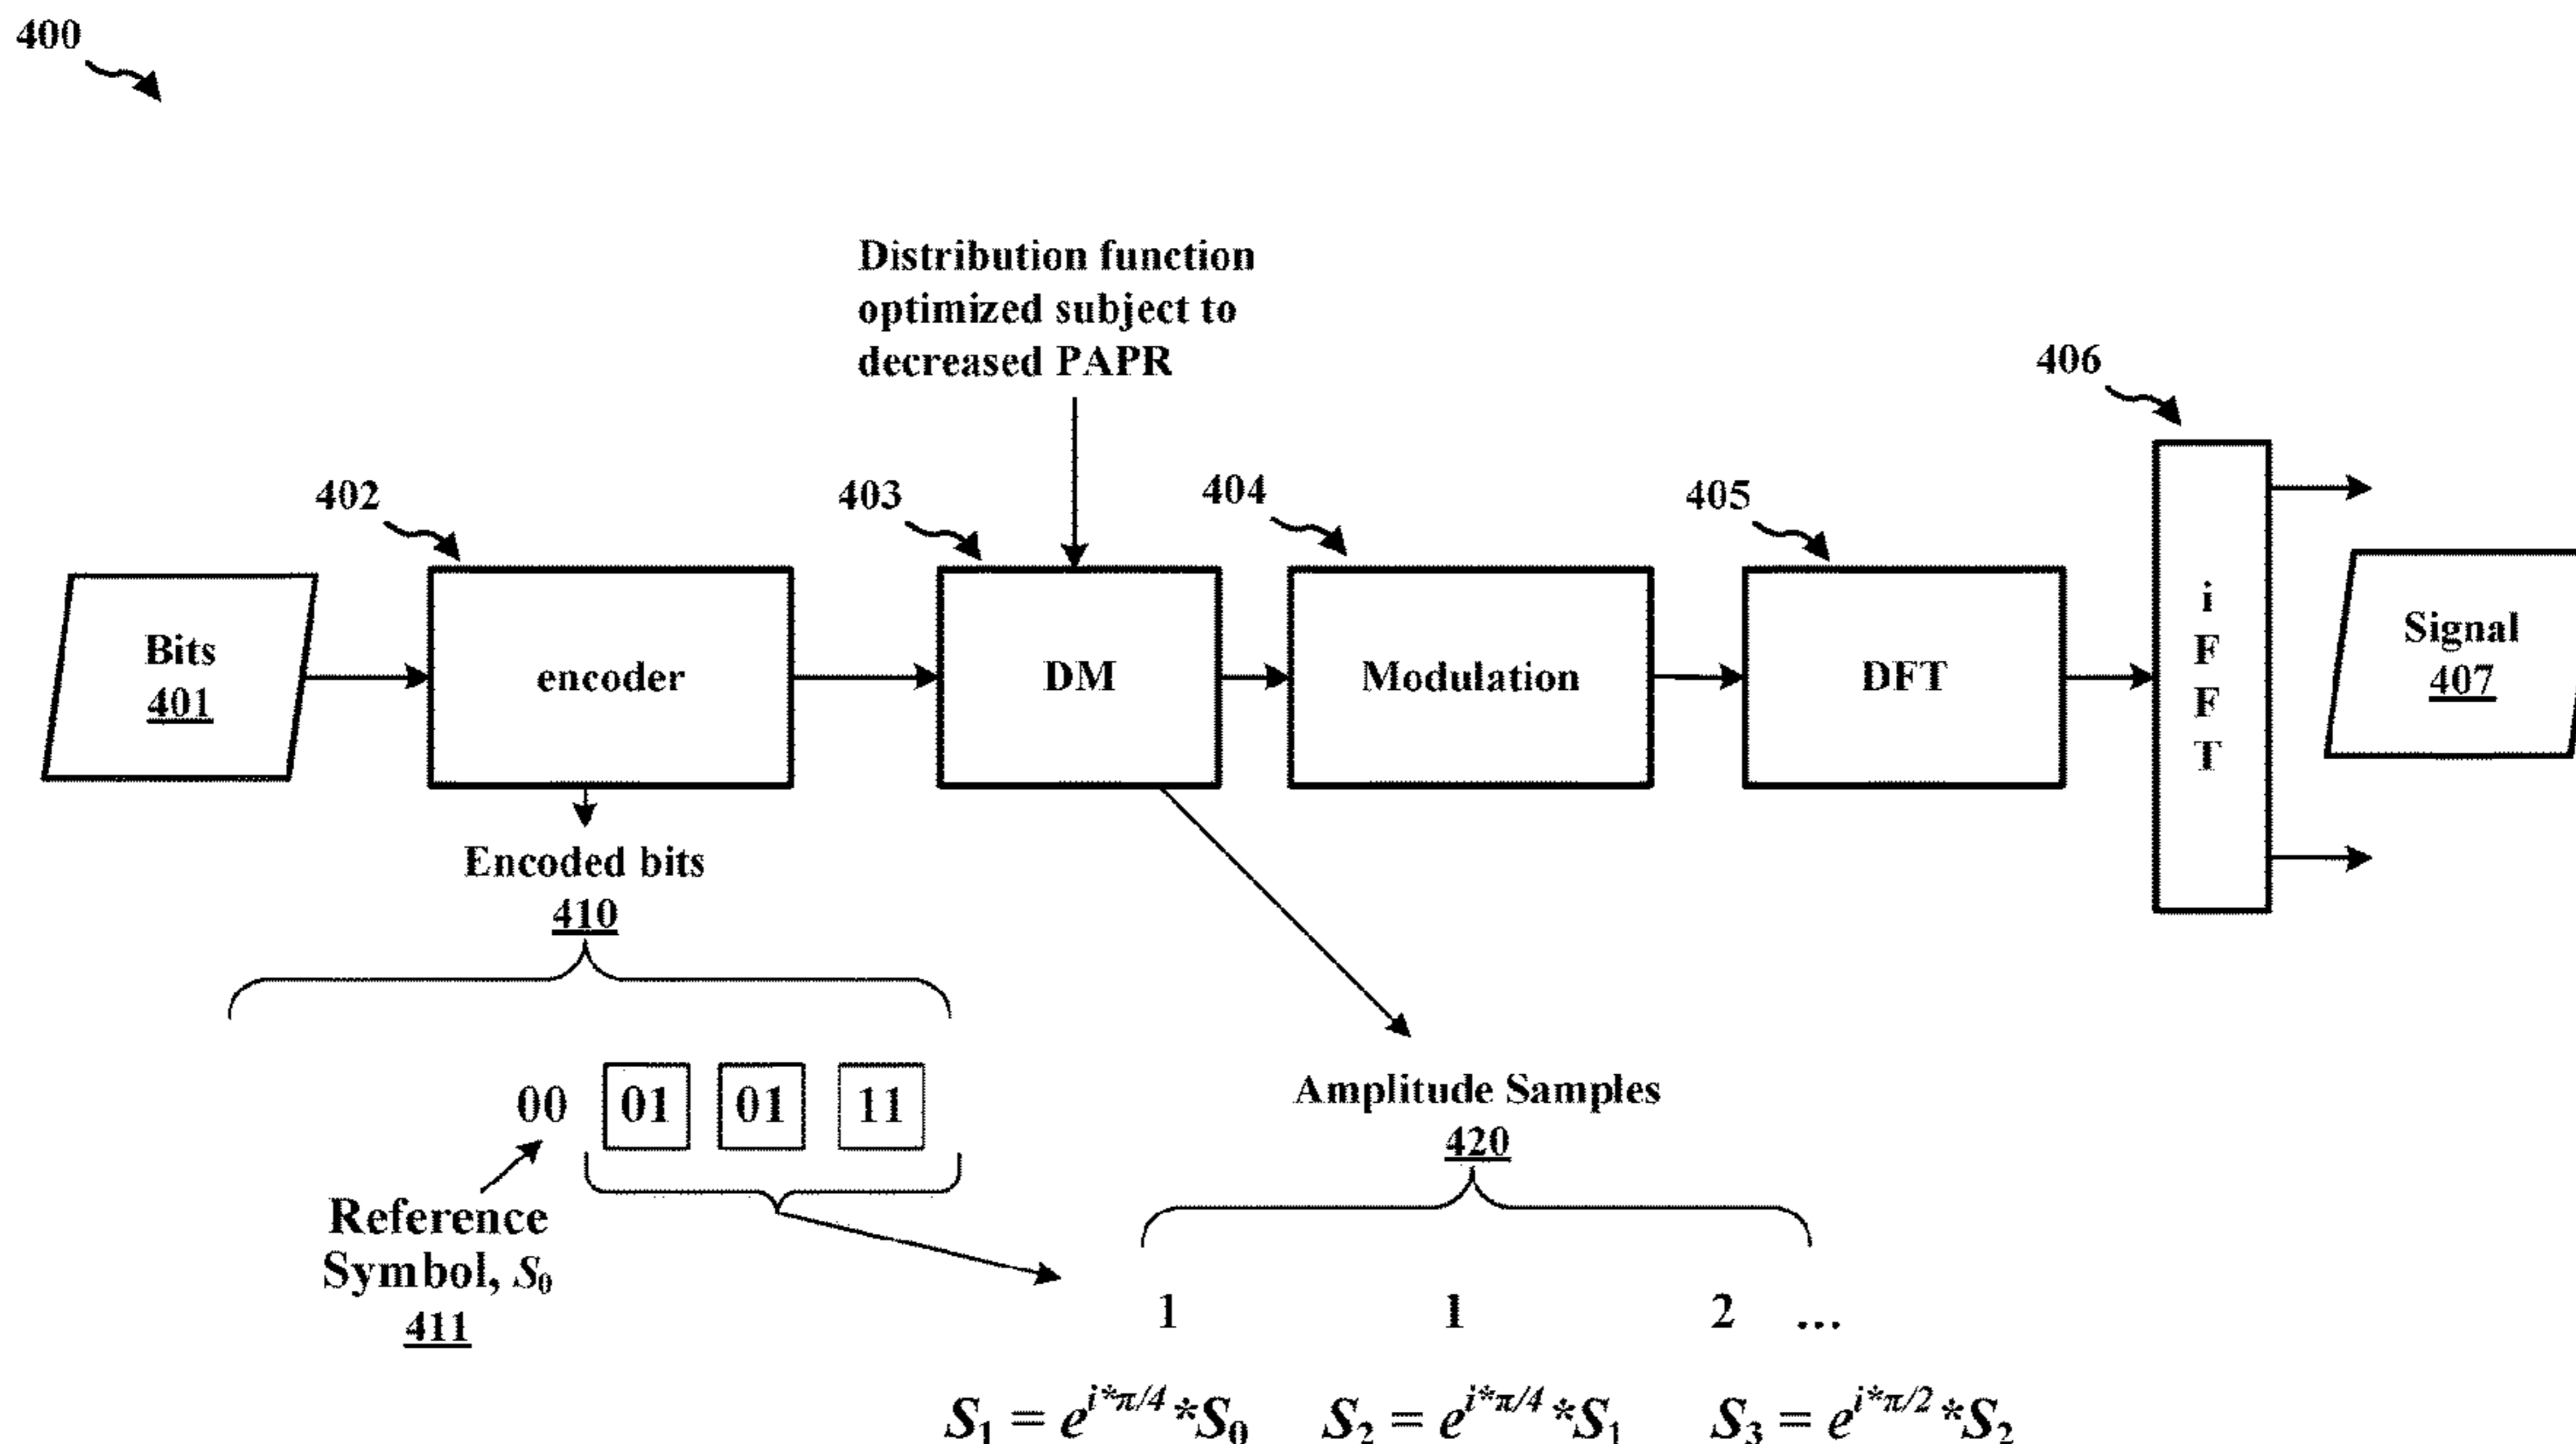 400
Distribution function
optimized subject to
decreased PAPR
406
402
403
404
405
Bits
401
encoder
DM
Modulation
DFT
i
F
F
T
Signal
407
Encoded bits
410
00 01 01 11
Amplitude Samples
420
Reference
Symbol, S₀
411
1 1 2 ...
S₁ = e^{i*π/4}*S₀ S₂ = e^{i*π/4}*S₁ S₃ = e^{i*π/2}*S₂